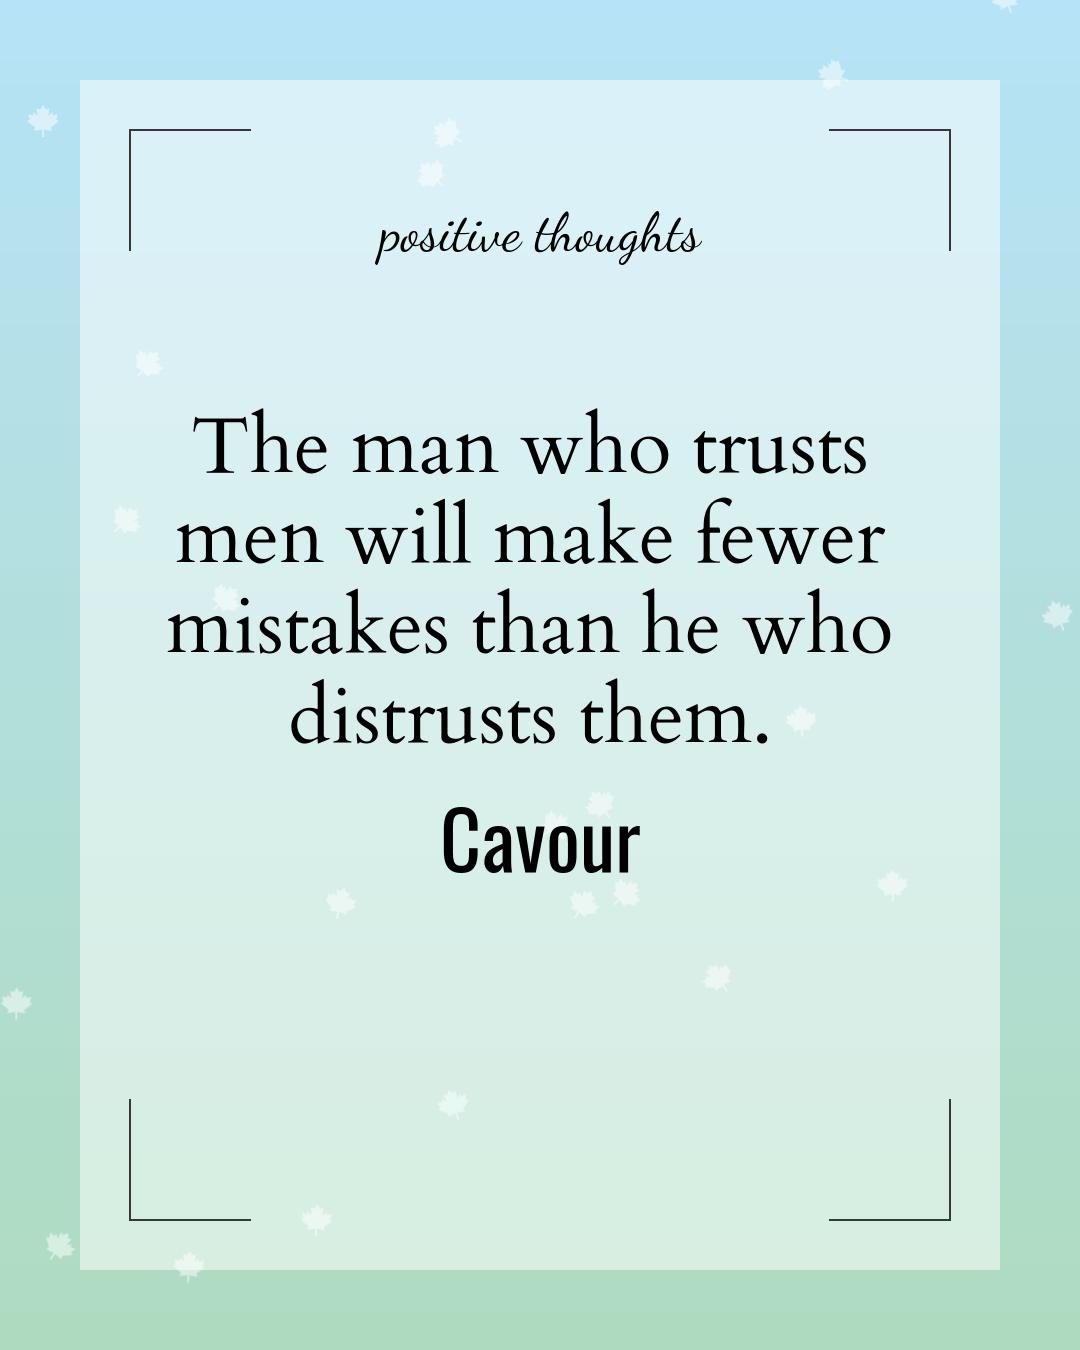 positive thoughts
The man who trusts
men will make fewer
mistakes than he who
distrusts them.
Cavour